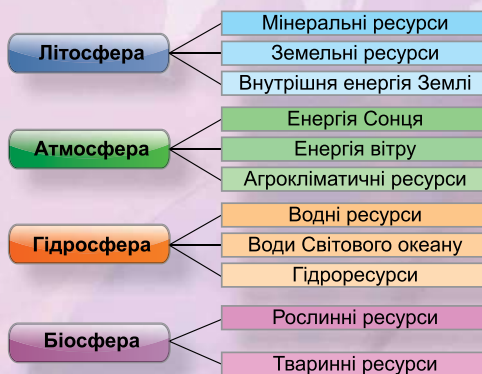 Літосфера
Мінеральні ресурси
Земельні ресурси
Внутрішня енергія Землі
Атмосфера
Енергія Сонця
Енергія вітру
Агрокліматичні ресурси
Гідросфера
Водні ресурси
Води Світового океану
Гідроресурси
Біосфера
Рослинні ресурси
Тваринні ресурси